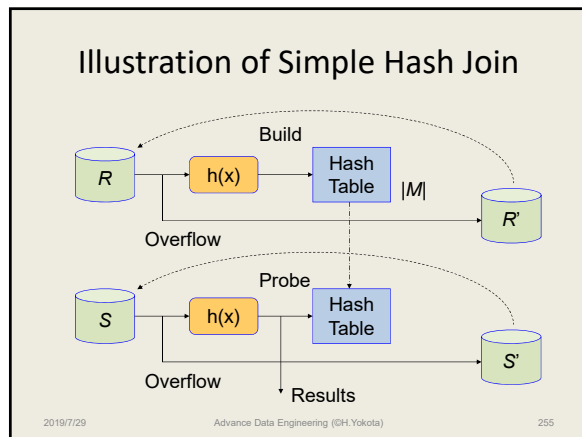 Illustration of Simple Hash Join
Build
R
h(x)
Hash
Table
|M|
R'
Overflow
Probe
S
h(x)
Hash
Table
S'
Overflow
Results
2019/7/29
Advance Data Engineering (©H.Yokota)
255